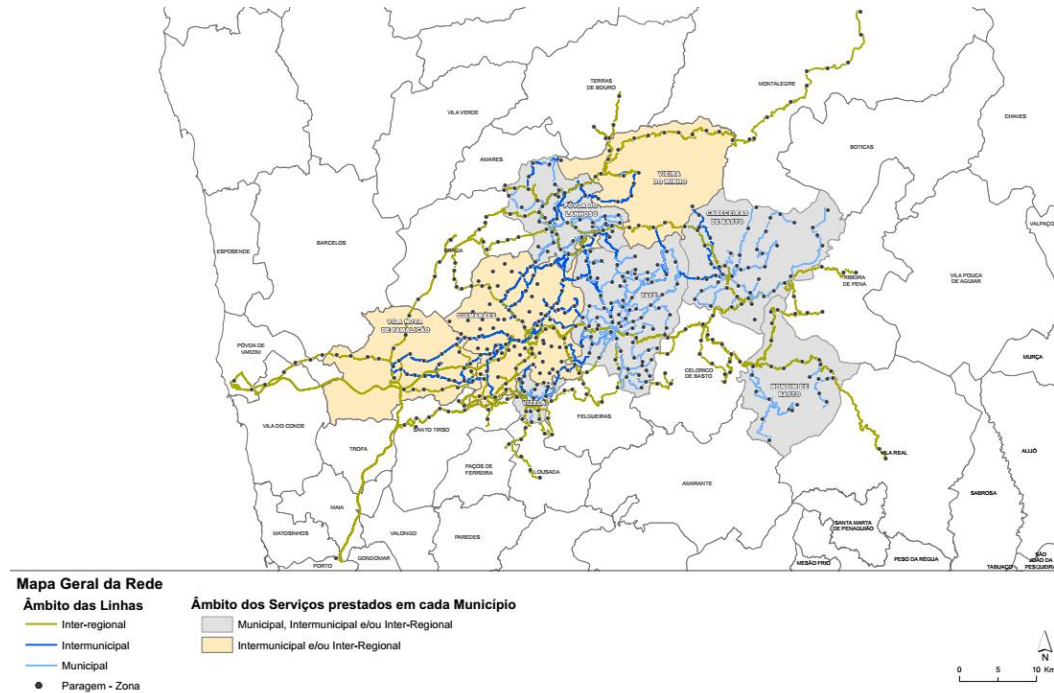 MONTALEGRE
TERRAS
DE BOURO
CHAVES
VILA VERDE
BOTICAS
AMARES
VIEIRA
DO MINHO
PÓVOA DO
LANHOSO
CABECEIRAS
DE BASTO
VALPAÇO
BARCELOS
ESPOSENDE
BRAGA
RIBEIRA
DE PENA
VILA POUCA
DE AGUIAR
FAFE
GUIMARÃES
VILA NOVA
DE FAMALICÃO
PÓVOA DE
VARZIM
MURÇA
CELORICO
DE BASTO
MONDIM DE
BASTO
VIZELA
FELGUEIRAS
VILA DO CONDE
SANTO TIRSO
TROFA
VILA REAL
ALIJÓ
PAÇOS DE
FERREIRA
LOUSADA
AMARANTE
SABROSA
MAIA
SANTA MARTA
DE PENAGUIÃO
MATOSINHOS
VALONGO
PAREDES
GONDOMAR
PORTO
MESÃO FRIO
PESO DA RÉGUA
TABUAÇO
SÃO
JOÃO DA
PESQUEIRA
Mapa Geral da Rede
Âmbito das Linhas
Inter-regional
Intermunicipal
Municipal
Paragem - Zona
Âmbito dos Serviços prestados em cada Município
Municipal, Intermunicipal e/ou Inter-Regional
Intermunicipal e/ou Inter-Regional
N
0 5 10 Km